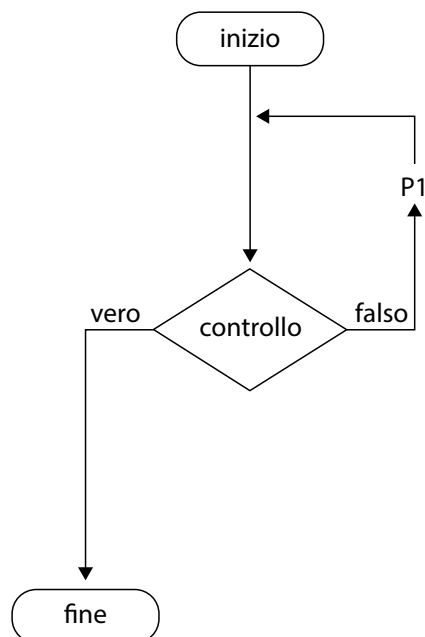 inizio
P1
vero
controllo
falso
fine